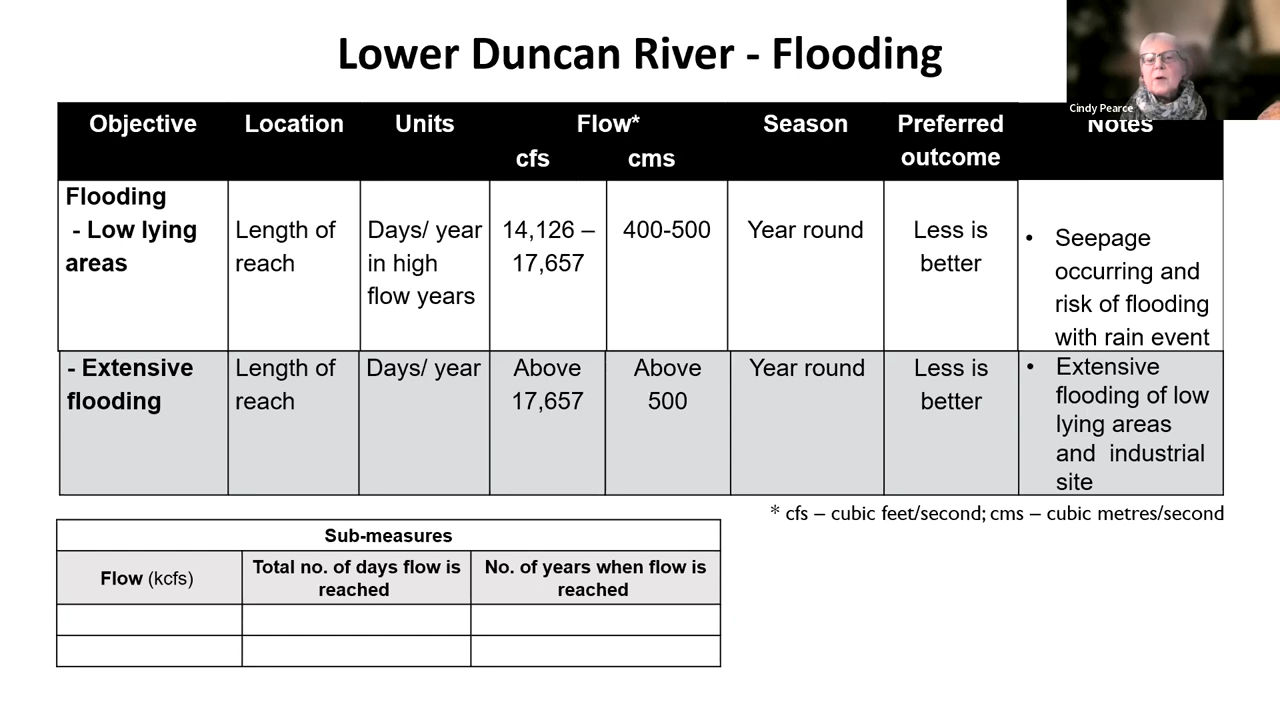 Lower Duncan River - Flooding
Cindy Pearce
Objective Location Units Flow* Season Preferred Notes
cfs cms outcome
Flooding
- Low lying Length of Days/ year 14,126 – 400-500 Year round Less is • Seepage
areas reach in high 17,657 better occurring and
flow years risk of flooding
with rain event
- Extensive Length of Days/ year Above Above Year round Less is • Extensive
flooding reach 17,657 500 better flooding of low
lying areas
and industrial
site
* cfs – cubic feet/second; cms – cubic metres/second
Sub-measures
Flow (kcfs) Total no. of days flow is No. of years when flow is
reached reached